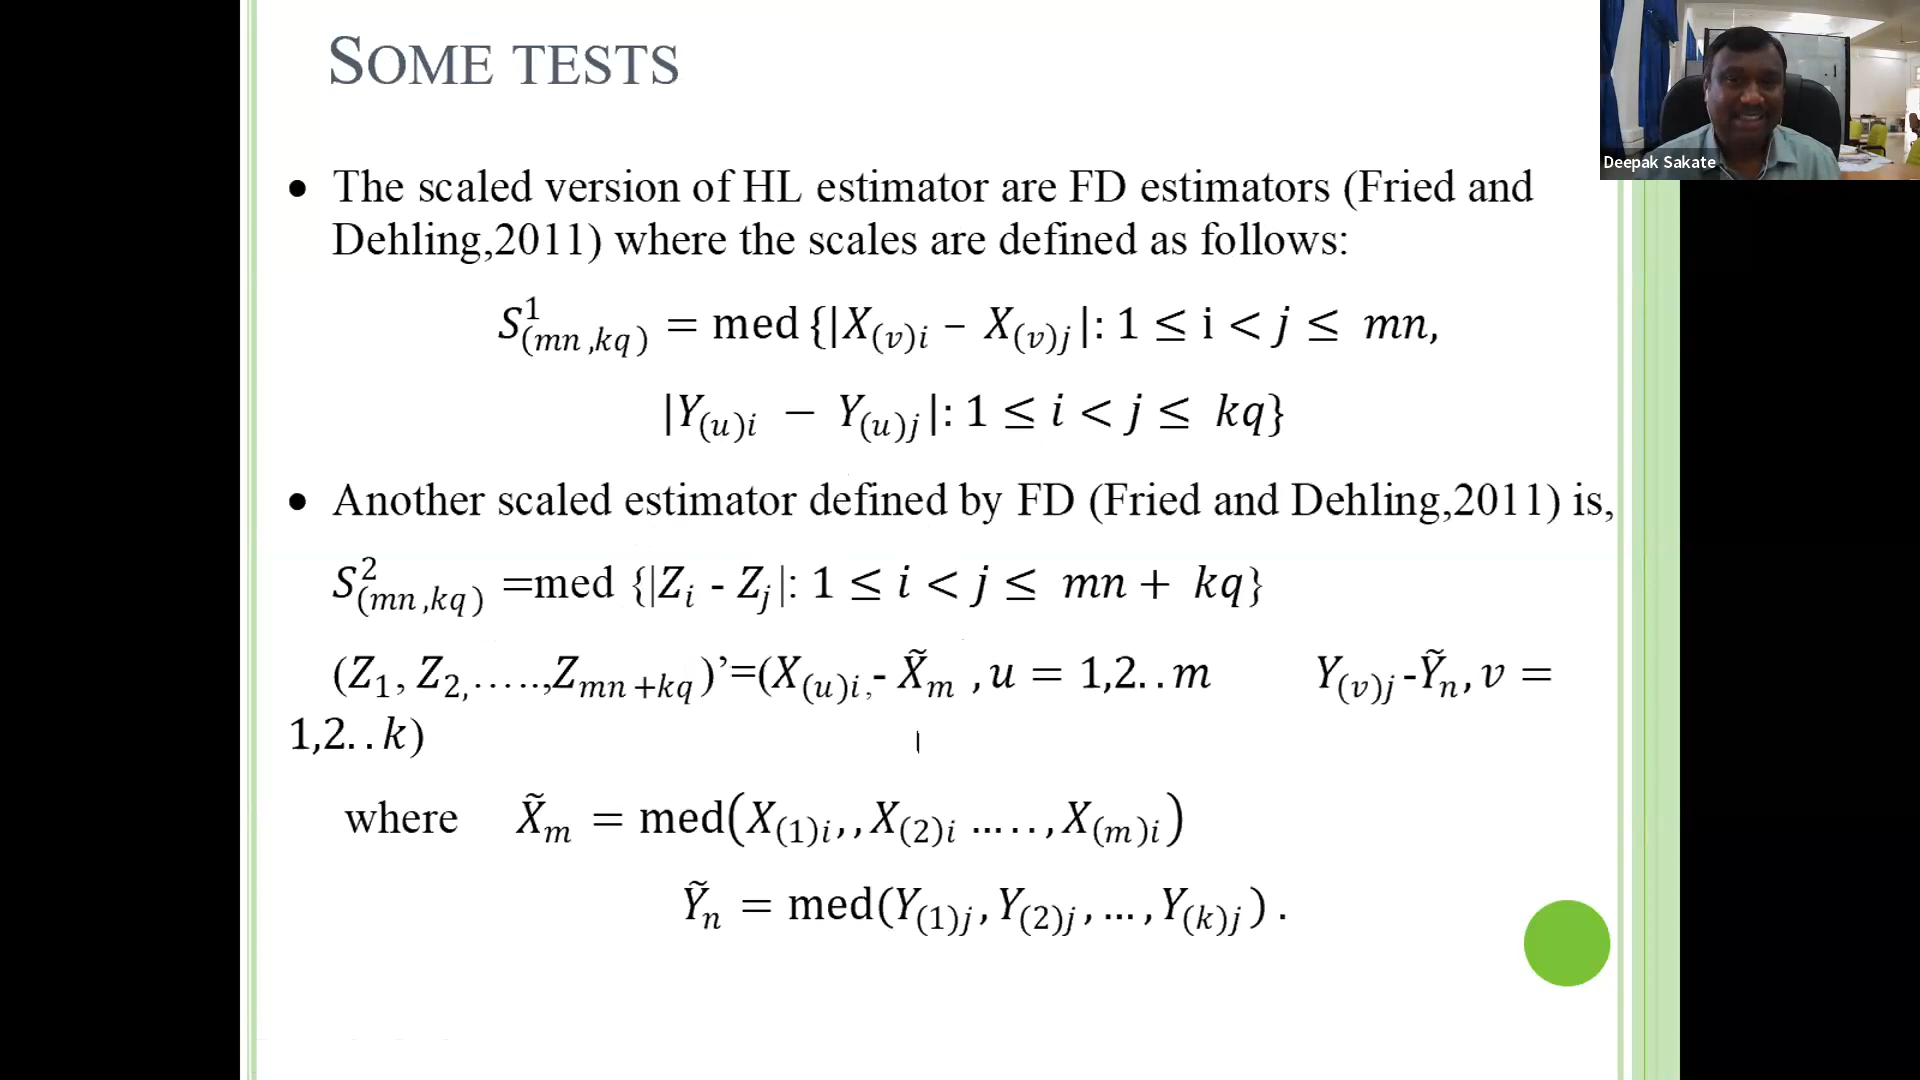 SOME TESTS
Deepak Sakate
• The scaled version of HL estimator are FD estimators (Fried and
Dehling,2011) where the scales are defined as follows:
S¹₍ₘₙ,ₖq₎ = med {|X₍ᵥ₎ᵢ – X₍ᵥ₎ⱼ|: 1 ≤ i < j ≤ mn,
|Y₍ᵤ₎ᵢ − Y₍ᵤ₎ⱼ|: 1 ≤ i < j ≤ kq}
• Another scaled estimator defined by FD (Fried and Dehling,2011) is,
S²₍ₘₙ,ₖq₎ =med {|Zᵢ - Zⱼ|: 1 ≤ i < j ≤ mn + kq}
(Z₁, Z₂,…..,Zₘₙ₊ₖq)’=(X₍ᵤ₎ᵢ,- X̃ₘ , u = 1,2..m Y₍ᵥ₎ⱼ-Ỹₙ, v =
1,2..k)
where X̃ₘ = med(X₍₁₎ᵢ,,X₍₂₎ᵢ …..,X₍ₘ₎ᵢ)
Ỹₙ = med(Y₍₁₎ⱼ, Y₍₂₎ⱼ, …, Y₍ₖ₎ⱼ) .